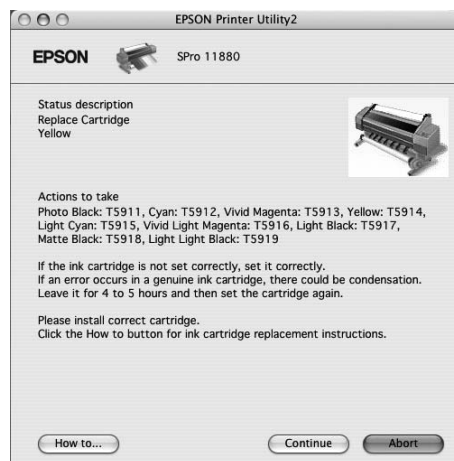 EPSON Printer Utility2
EPSON SPro 11880
Status description
Replace Cartridge
Yellow
Actions to take
Photo Black: T5911, Cyan: T5912, Vivid Magenta: T5913, Yellow: T5914,
Light Cyan: T5915, Vivid Light Magenta: T5916, Light Black: T5917,
Matte Black: T5918, Light Light Black: T5919
If the ink cartridge is not set correctly, set it correctly.
If an error occurs in a genuine ink cartridge, there could be condensation.
Leave it for 4 to 5 hours and then set the cartridge again.
Please install correct cartridge.
Click the How to button for ink cartridge replacement instructions.
How to... Continue Abort